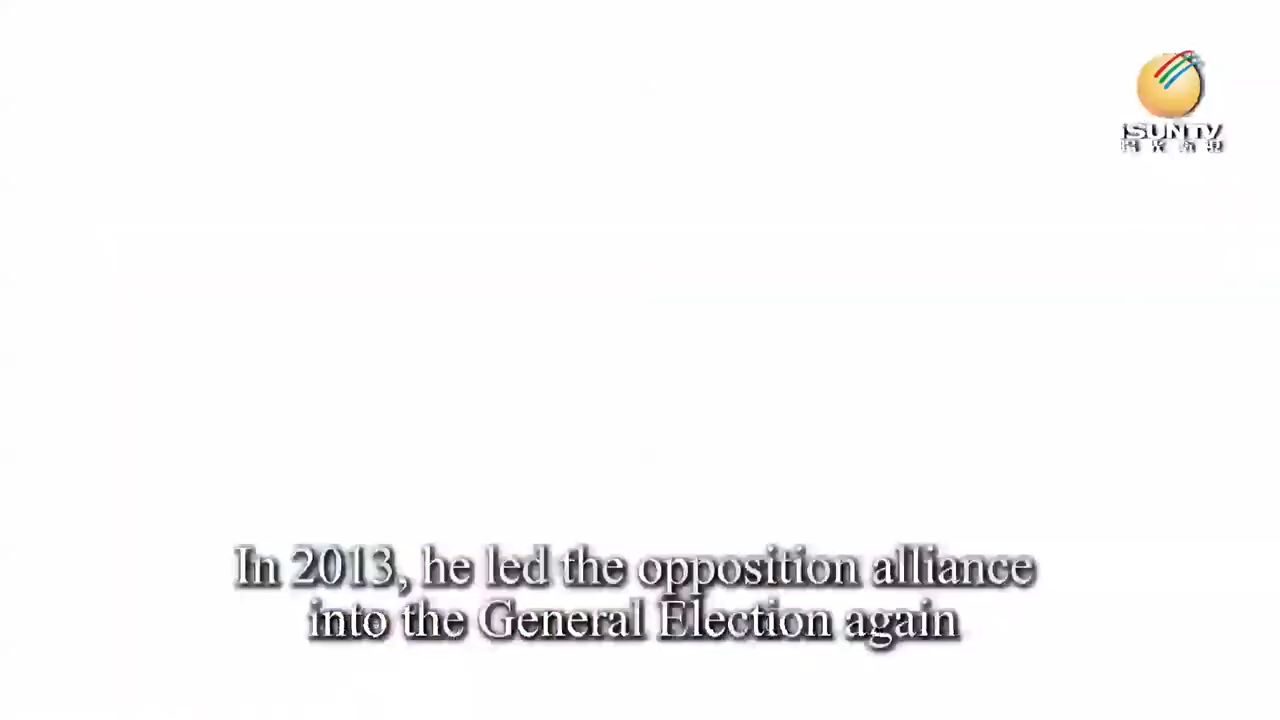 iSUNTV
In 2013, he led the opposition alliance
into the General Election again